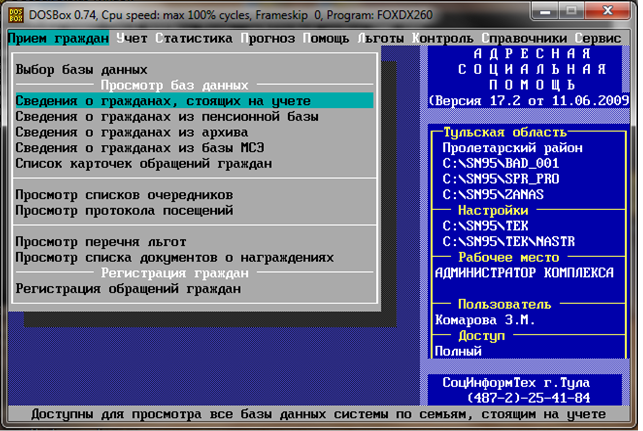 DOSBox 0.74, Cpu speed: max 100% cycles, Frameskip 0, Program: FOXDX260
Прием граждан Учет Статистика Прогноз Помощь Льготы Контроль Справочники Сервис
Выбор базы данных
Просмотр баз данных
Сведения о гражданах, стоящих на учете
Сведения о гражданах из пенсионной базы
Сведения о гражданах из архива
Сведения о гражданах из базы МСЭ
Список карточек обращений граждан
Просмотр списков очередников
Просмотр протокола посещений
Просмотр перечня льгот
Просмотр списка документов о награждениях
Регистрация граждан
Регистрация обращений граждан
А Д Р Е С Н А Я
С О Ц И А Л Ь Н А Я
П О М О Щ Ь
(Версия 17.2 от 11.06.2009
Тульская область
Пролетарский район
C:\SN95\BAD_001
C:\SN95\SPR_PRO
C:\SN95\ZANAS
Настройки
C:\SN95\TEK
C:\SN95\TEK\NASTR
Рабочее место
АДМИНИСТРАТОР КОМПЛЕКСА
Пользователь
Комарова З.М.
Доступ
Полный
СоцИнформТех г.Тула
(487-2)-25-41-84
Доступны для просмотра все базы данных системы по семьям, стоящим на учете